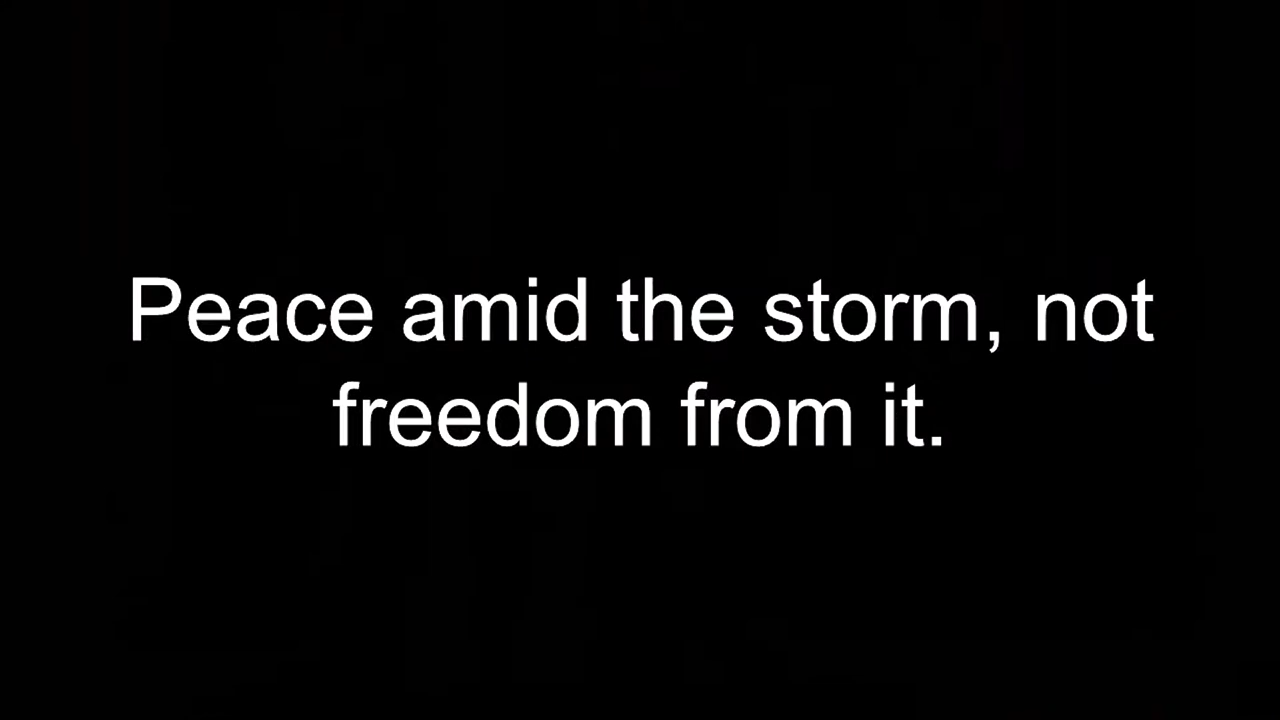 Peace amid the storm, not
freedom from it.